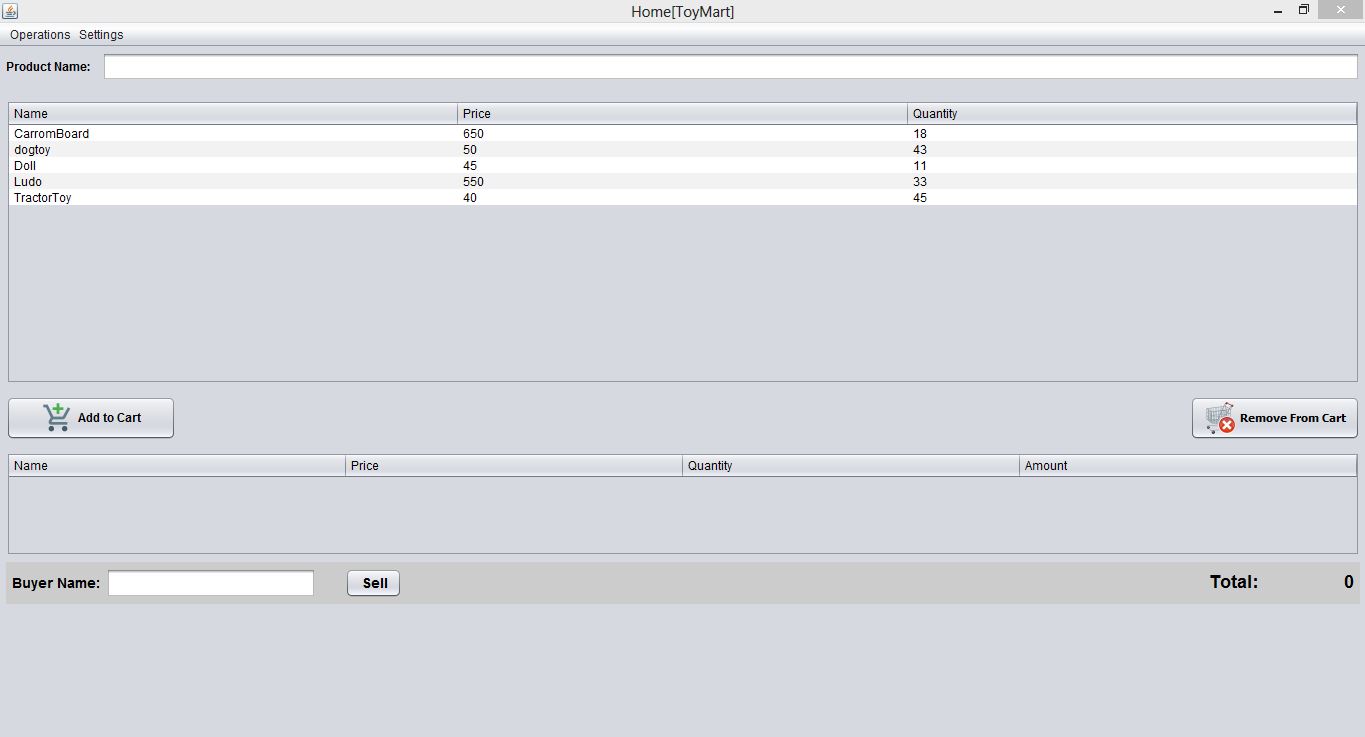 Home[ToyMart]
Operations Settings
Product Name:
Name Price Quantity
CarromBoard 650 18
dogtoy 50 43
Doll 45 11
Ludo 550 33
TractorToy 40 45
Add to Cart Remove From Cart
Name Price Quantity Amount
Buyer Name: Sell Total: 0